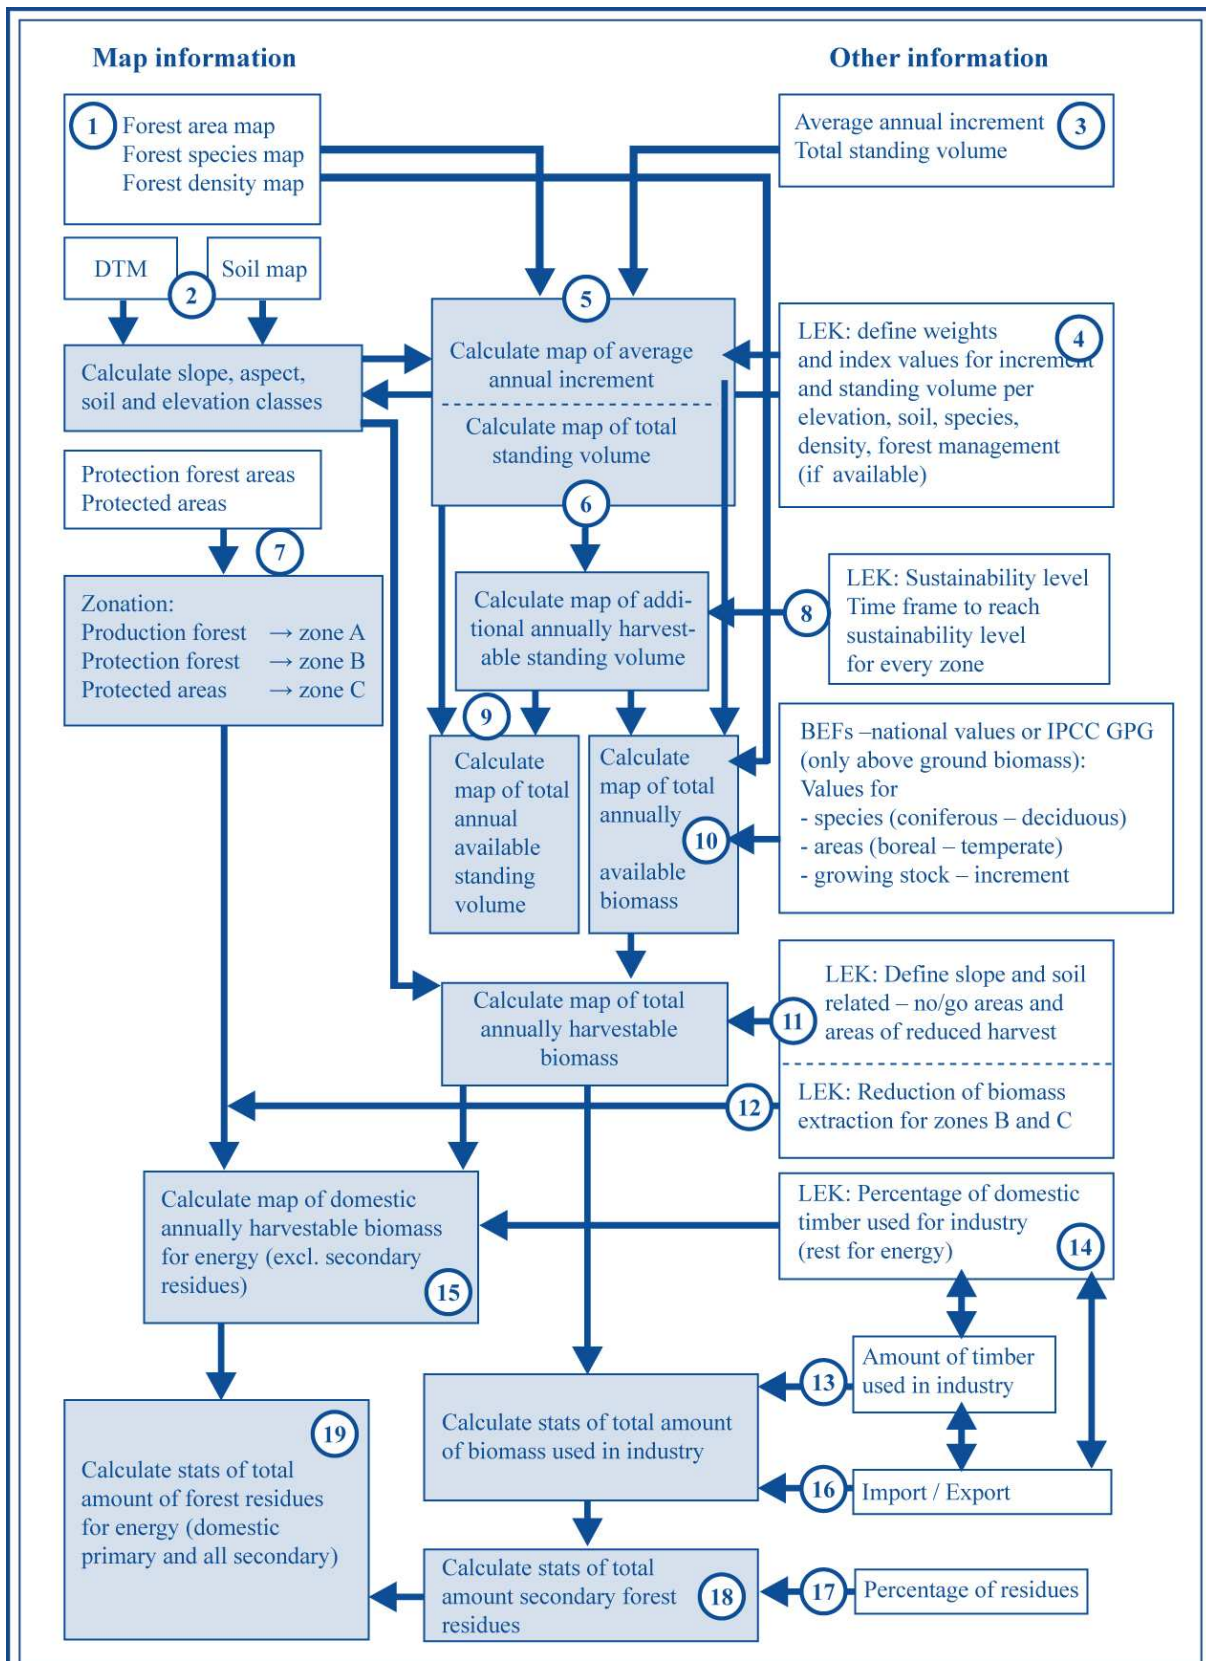 Map information
Other information
1
Forest area map
Forest species map
Forest density map
Average annual increment
Total standing volume
3
DTM
2
Soil map
5
Calculate map of average
annual increment
Calculate map of total
standing volume
6
LEK: define weights
and index values for increment
and standing volume per
elevation, soil, species,
density, forest management
(if available)
4
Calculate slope, aspect,
soil and elevation classes
Protection forest areas
Protected areas
7
Zonation:
Production forest → zone A
Protection forest → zone B
Protected areas → zone C
Calculate map of addi-
tional annually harvest-
able standing volume
8
LEK: Sustainability level
Time frame to reach
sustainability level
for every zone
9
Calculate
map of total
annual
available
standing
volume
Calculate
map of total
annually
10
available
biomass
BEFs –national values or IPCC GPG
(only above ground biomass):
Values for
- species (coniferous – deciduous)
- areas (boreal – temperate)
- growing stock – increment
Calculate map of total
annually harvestable
biomass
11
LEK: Define slope and soil
related – no/go areas and
areas of reduced harvest
12
LEK: Reduction of biomass
extraction for zones B and C
Calculate map of domestic
annually harvestable biomass
for energy (excl. secondary
residues)
15
LEK: Percentage of domestic
timber used for industry
(rest for energy)
14
13
Amount of timber
used in industry
Calculate stats of total amount
of biomass used in industry
16
Import / Export
19
Calculate stats of total
amount of forest residues
for energy (domestic
primary and all secondary)
Calculate stats of total
amount secondary forest
residues
18
17
Percentage of residues